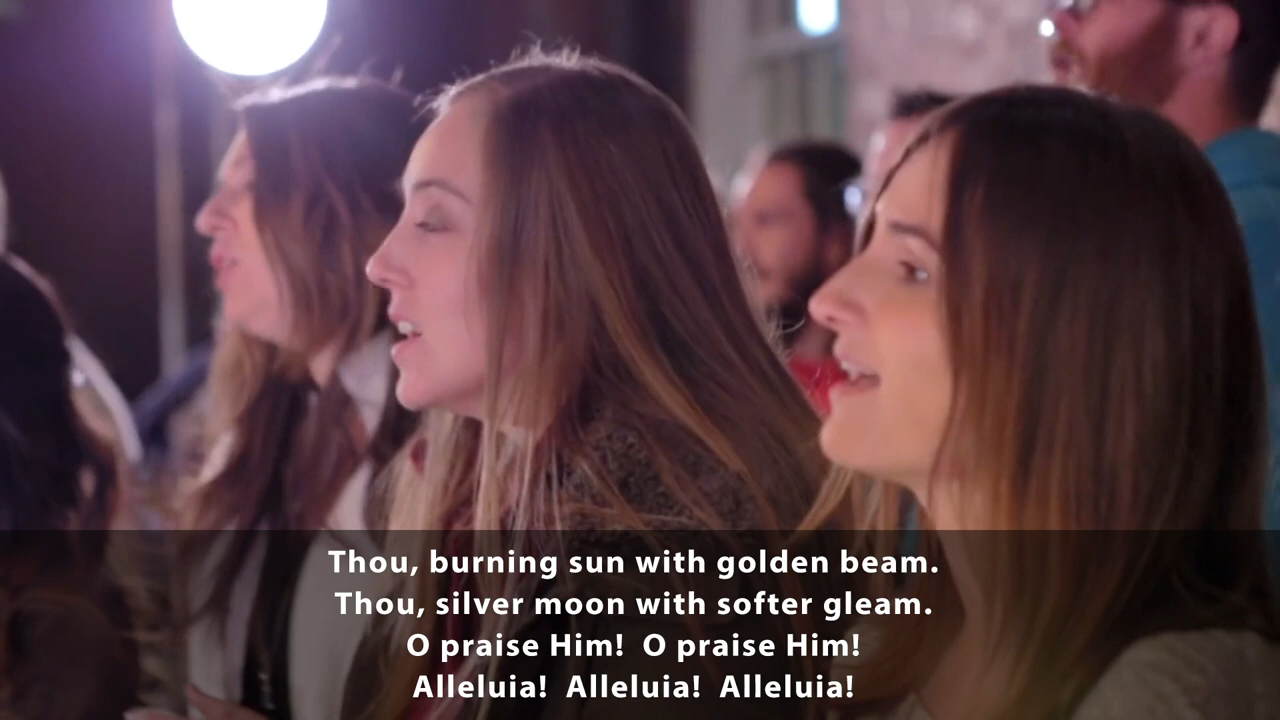 Thou, burning sun with golden beam.
Thou, silver moon with softer gleam.
O praise Him!  O praise Him!
Alleluia!  Alleluia!  Alleluia!